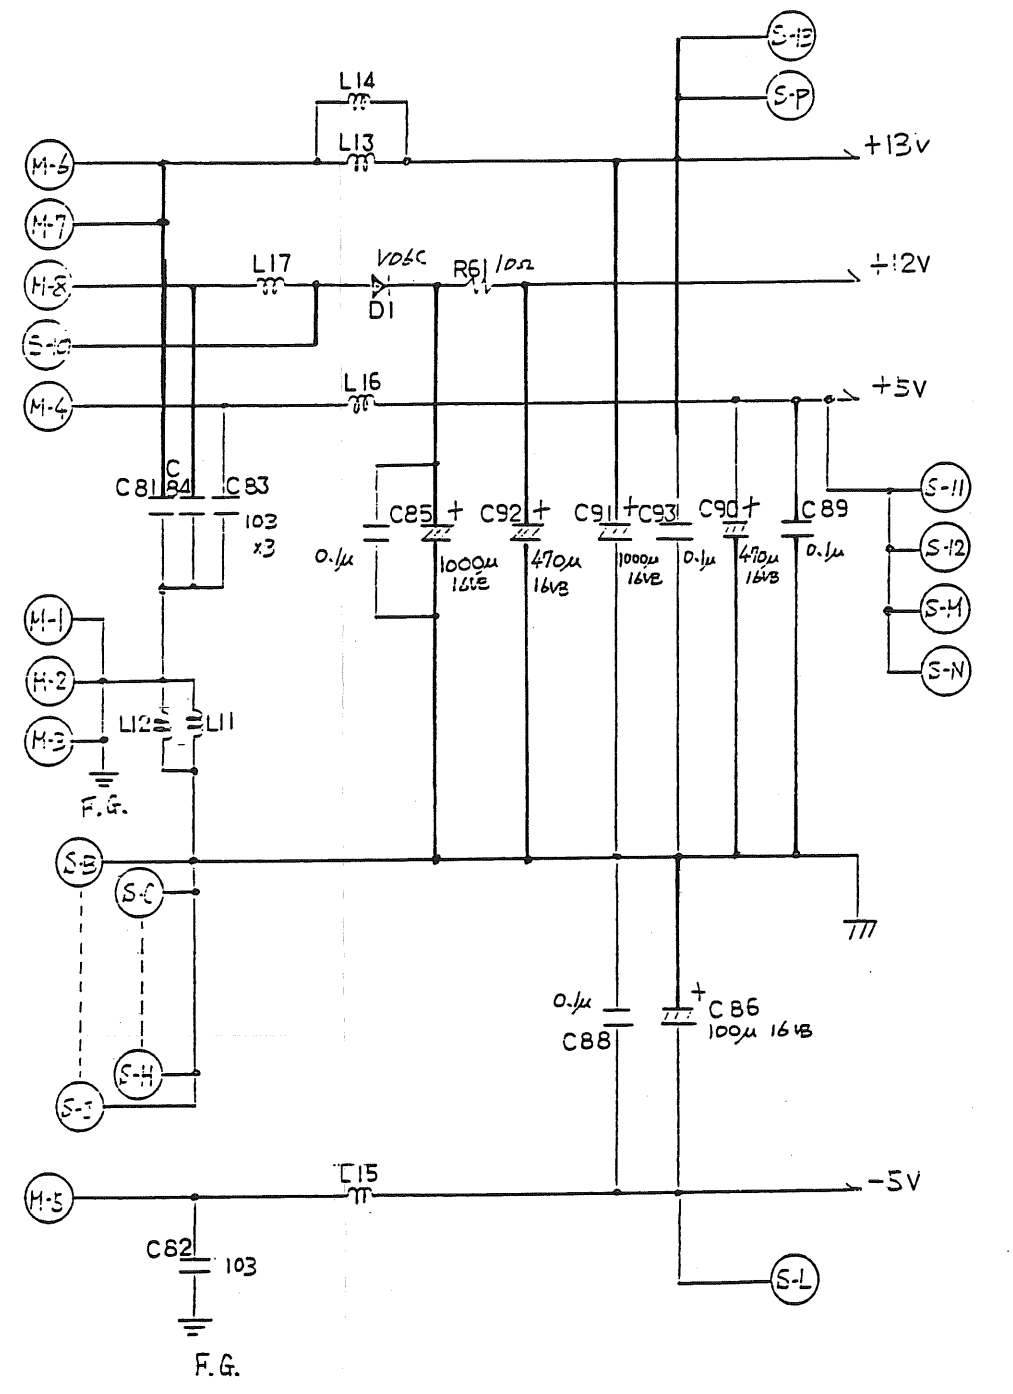 S-13
S-P
L14
L13
M-6
+13V
M-7
VD6C
L17
R61 10Ω
+12V
M-8
D1
S-10
L16
+5V
M-4
C
C81 84 C83
103
x3
C85 +
0.1μ
1000μ
16VB
C92 +
470μ
16VB
C91 +
1000μ
16VB
C93
0.1μ
C90 +
470μ
16VB
C89
0.1μ
S-11
S-12
S-M
S-N
M-1
M-2
L12 L11
M-3
F.G.
S-B
S-C
0.1μ
C88
+
C86
100μ 16VB
S-H
S-J
L15
-5V
M-5
C82
103
S-L
F.G.